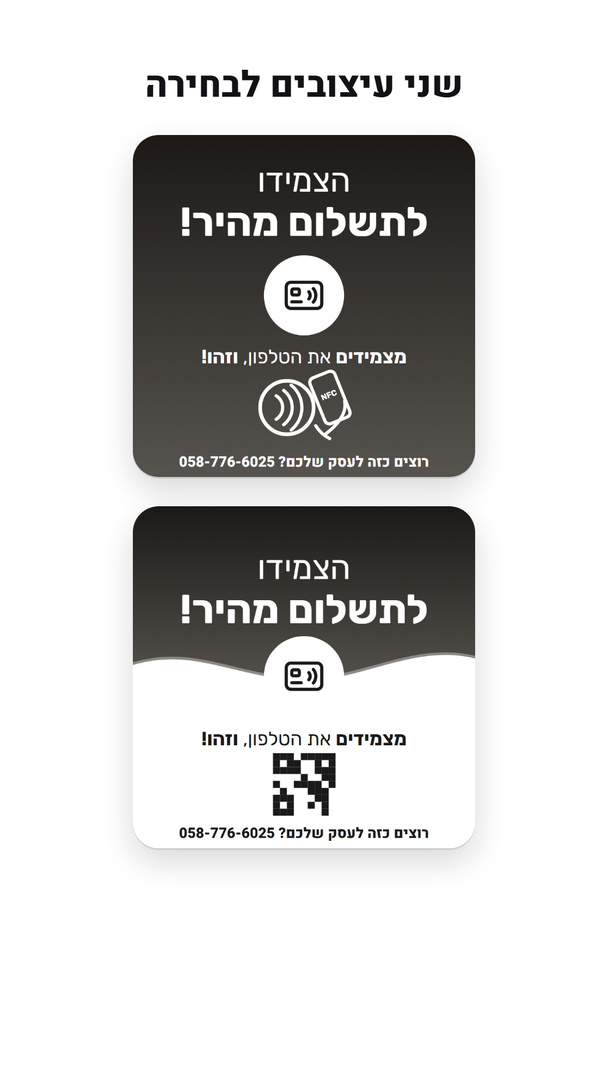 שני עיצובים לבחירה
הצמידו
לתשלום מהיר!
מצמידים את הטלפון, וזהו!
NFC
רוצים כזה לעסק שלכם? 058-776-6025
הצמידו
לתשלום מהיר!
מצמידים את הטלפון, וזהו!
רוצים כזה לעסק שלכם? 058-776-6025